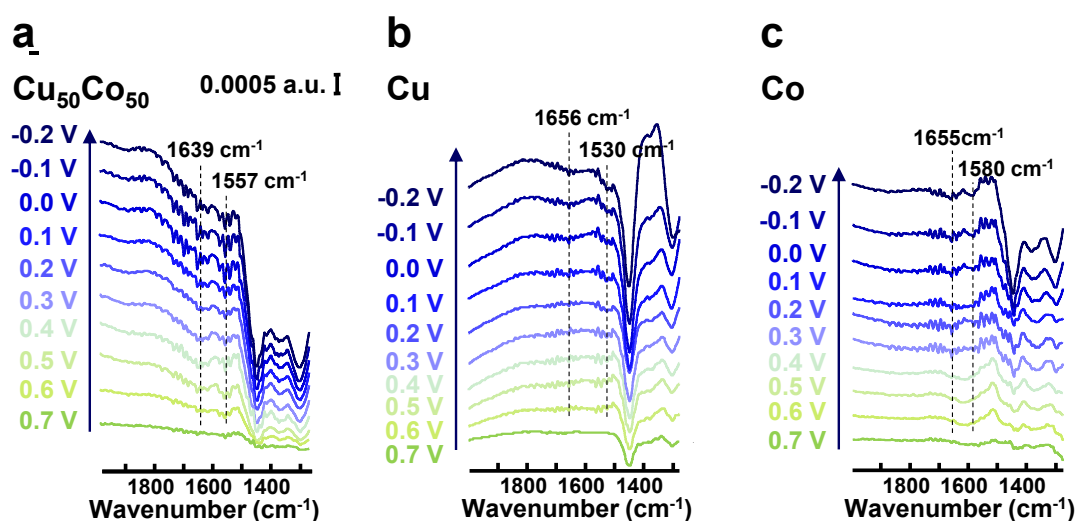 a
Cu₅₀Co₅₀
0.0005 a.u.
-0.2 V
-0.1 V
0.0 V
0.1 V
0.2 V
0.3 V
0.4 V
0.5 V
0.6 V
0.7 V
1639 cm⁻¹
1557 cm⁻¹
1800 1600 1400
Wavenumber (cm⁻¹)
b
Cu
1656 cm⁻¹
1530 cm⁻¹
-0.2 V
-0.1 V
0.0 V
0.1 V
0.2 V
0.3 V
0.4 V
0.5 V
0.6 V
0.7 V
1800 1600 1400
Wavenumber (cm⁻¹)
c
Co
1655cm⁻¹
1580 cm⁻¹
-0.2 V
-0.1 V
0.0 V
0.1 V
0.2 V
0.3 V
0.4 V
0.5 V
0.6 V
0.7 V
1800 1600 1400
Wavenumber (cm⁻¹)